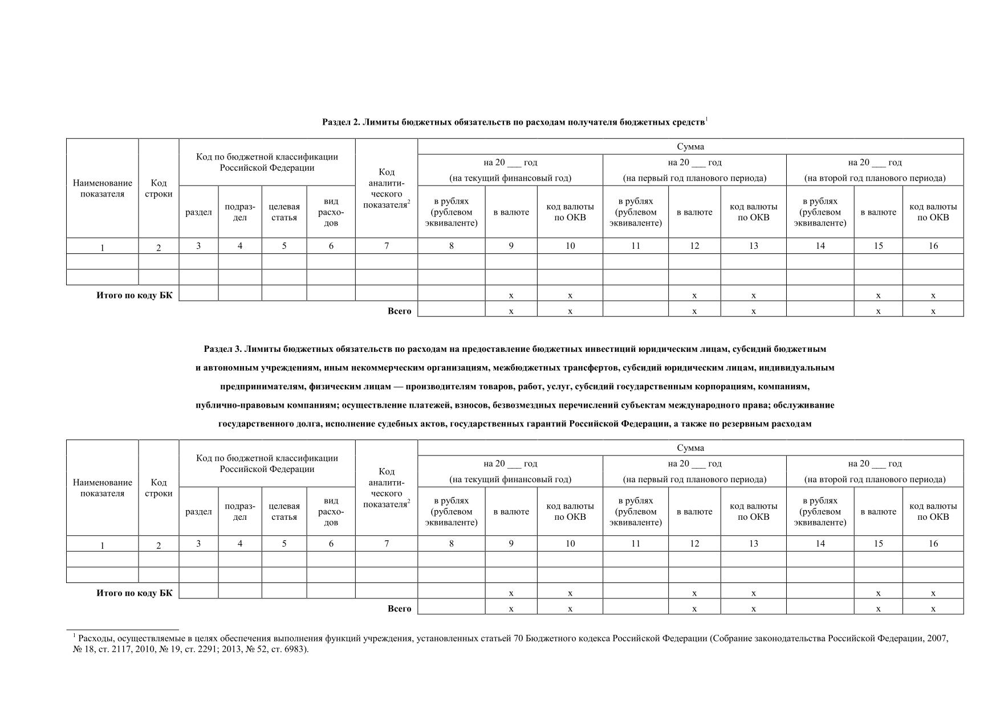 Раздел 2. Лимиты бюджетных обязательств по расходам получателя бюджетных средств1
Наименование показателя
Код строки
Код по бюджетной классификации
Российской Федерации
Код
аналити-
ческого
показателя2
Сумма
на 20 ___ год
на 20 ___ год
на 20 ___ год
(на текущий финансовый год)
(на первый год планового периода)
(на второй год планового периода)
раздел
подраз-
дел
целевая
статья
вид
расхо-
дов
в рублях
(рублевом
эквиваленте)
в валюте
код валюты
по ОКВ
в рублях
(рублевом
эквиваленте)
в валюте
код валюты
по ОКВ
в рублях
(рублевом
эквиваленте)
в валюте
код валюты
по ОКВ
1 2 3 4 5 6 7 8 9 10 11 12 13 14 15 16
Итого по коду БК х х х х х х
Всего х х х х х х
Раздел 3. Лимиты бюджетных обязательств по расходам на предоставление бюджетных инвестиций юридическим лицам, субсидий бюджетным
и автономным учреждениям, иным некоммерческим организациям, межбюджетных трансфертов, субсидий юридическим лицам, индивидуальным
предпринимателям, физическим лицам — производителям товаров, работ, услуг, субсидий государственным корпорациям, компаниям,
публично-правовым компаниям; осуществление платежей, взносов, безвозмездных перечислений субъектам международного права; обслуживание
государственного долга, исполнение судебных актов, государственных гарантий Российской Федерации, а также по резервным расходам
Наименование
показателя
Код
строки
Код по бюджетной классификации
Российской Федерации
Код
аналити-
ческого
показателя2
Сумма
на 20 ___ год
на 20 ___ год
на 20 ___ год
(на текущий финансовый год)
(на первый год планового периода)
(на второй год планового периода)
раздел
подраз-
дел
целевая
статья
вид
расхо-
дов
в рублях
(рублевом
эквиваленте)
в валюте
код валюты
по ОКВ
в рублях
(рублевом
эквиваленте)
в валюте
код валюты
по ОКВ
в рублях
(рублевом
эквиваленте)
в валюте
код валюты
по ОКВ
1 2 3 4 5 6 7 8 9 10 11 12 13 14 15 16
Итого по коду БК х х х х х х
Всего х х х х х х
1 Расходы, осуществляемые в целях обеспечения выполнения функций учреждения, установленных статьей 70 Бюджетного кодекса Российской Федерации (Собрание законодательства Российской Федерации, 2007,
№ 18, ст. 2117, 2010, № 19, ст. 2291; 2013, № 52, ст. 6983).